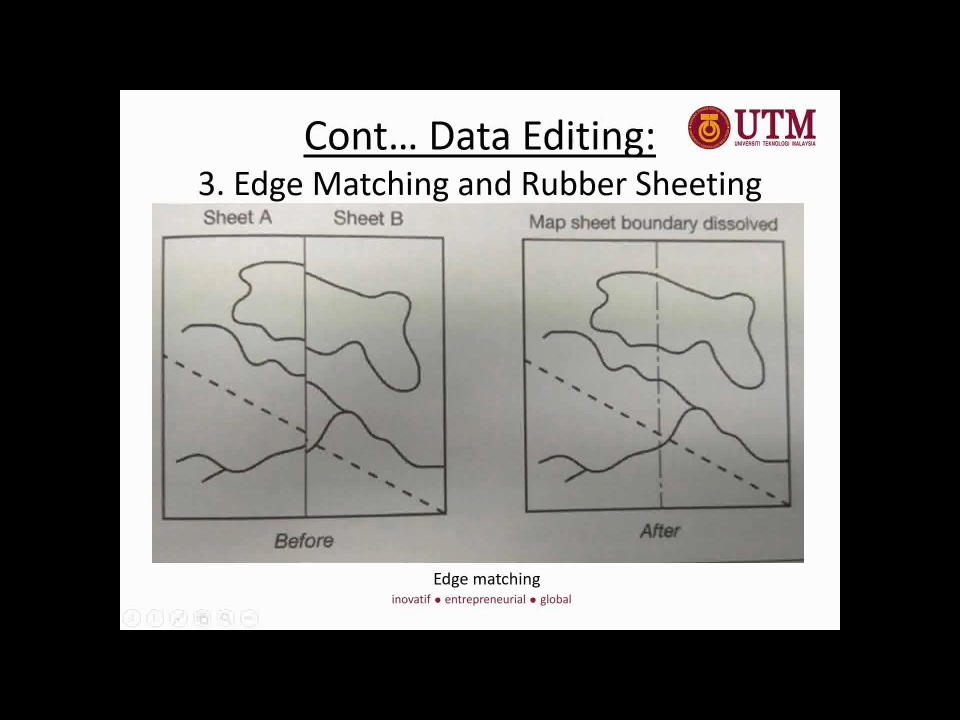 Cont... Data Editing:
UTM
UNIVERSITI TEKNOLOGI MALAYSIA
3. Edge Matching and Rubber Sheeting
Sheet A
Sheet B
Map sheet boundary dissolved
Before
After
Edge matching
inovatif ● entrepreneurial ● global